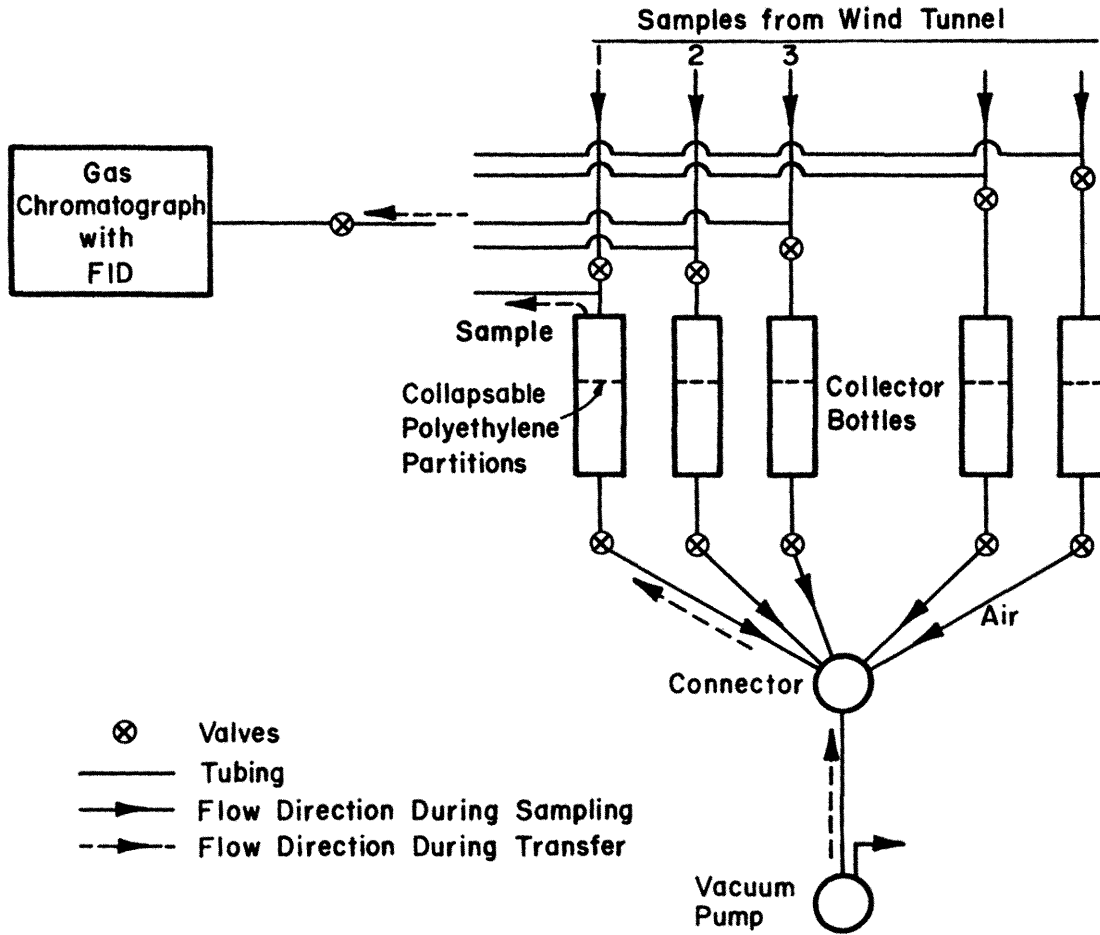 Samples from Wind Tunnel
1 2 3
Gas
Chromatograph
with
FID
Sample
Collapsable
Polyethylene
Partitions
Collector
Bottles
Air
Connector
Valves
Tubing
Flow Direction During Sampling
Flow Direction During Transfer
Vacuum
Pump